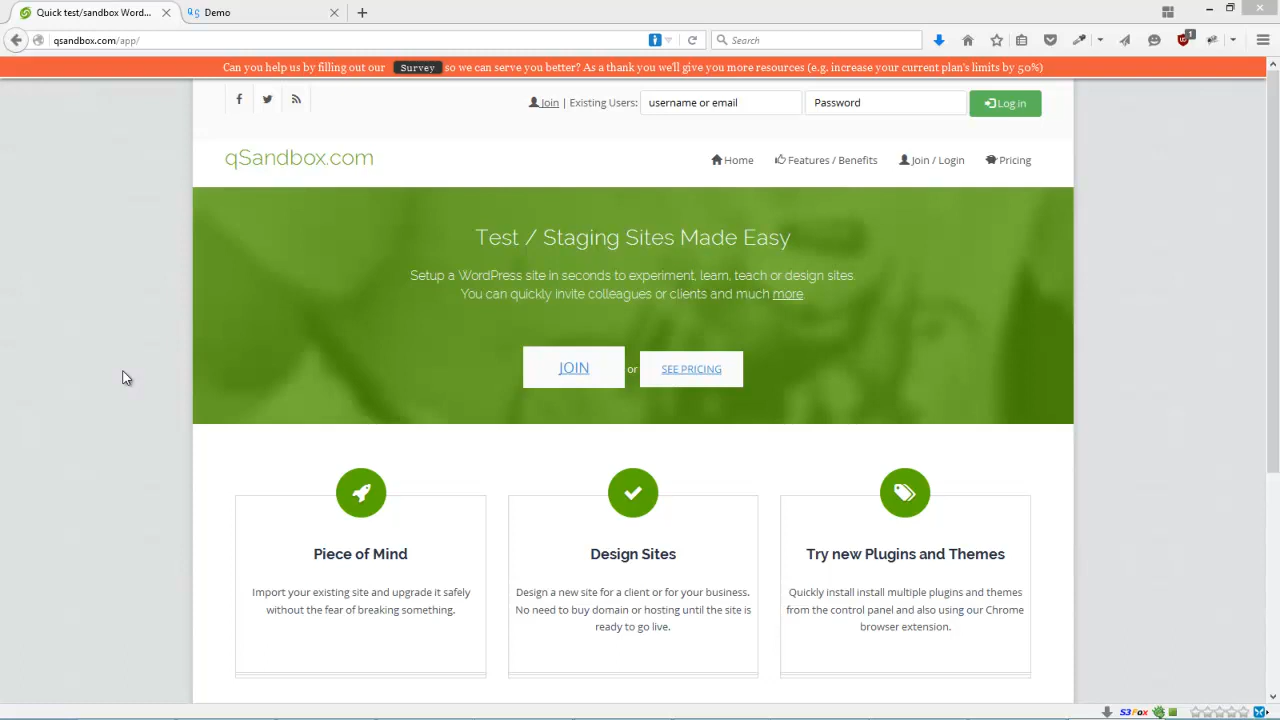 Quick test/sandbox Word...
Demo
qsandbox.com/app/
Search
1
Can you help us by filling out our Survey so we can serve you better? As a thank you we'll give you more resources (e.g. increase your current plan's limits by 50%)
Join | Existing Users: username or email Password Log in
qSandbox.com
Home Features / Benefits Join / Login Pricing
Test / Staging Sites Made Easy
Setup a WordPress site in seconds to experiment, learn, teach or design sites.
You can quickly invite colleagues or clients and much more.
JOIN or SEE PRICING
Piece of Mind
Import your existing site and upgrade it safely
without the fear of breaking something.
Design Sites
Design a new site for a client or for your business.
No need to buy domain or hosting until the site is
ready to go live.
Try new Plugins and Themes
Quickly install install multiple plugins and themes
from the control panel and also using our Chrome
browser extension.
S3Fox